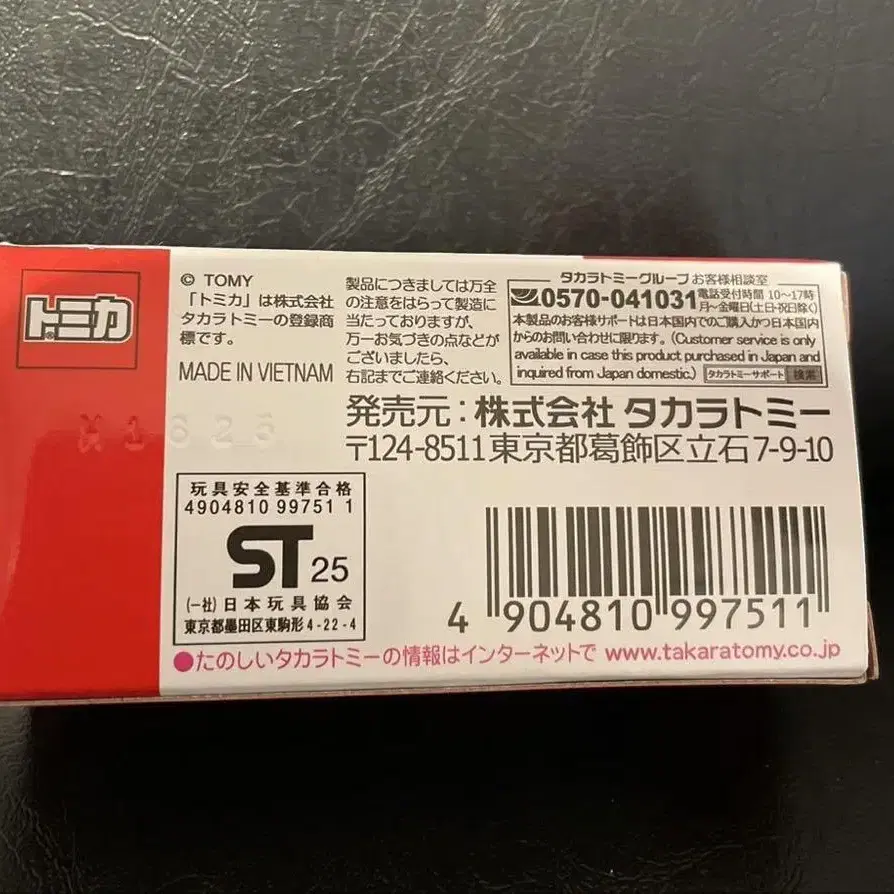 トミカ®
© TOMY
「トミカ」は株式会社
タカラトミーの登録商
標です。
MADE IN VIETNAM
製品につきましては万全
の注意をはらって製造に
当たっておりますが、
万一お気づきの点などが
ございましたら、
右記までご連絡ください。
タカラトミーグループ お客様相談室
0570-041031 電話受付時間 10〜17時
月〜金曜日(土日・祝日除く)
本製品のお客様サポートは日本国内でのご購入かつ日本国内
からのお問い合わせに限ります。(Customer service is only
available in case this product purchased in Japan and
inquired from Japan domestic.) タカラトミーサポート 検索
発売元:株式会社 タカラトミー
〒124-8511 東京都葛飾区立石 7-9-10
玩具安全基準合格
4904810 99751 1
ST 25
(一社)日本玩具協会
東京都墨田区東駒形 4-22-4
4 904810 997511
●たのしいタカラトミーの情報はインターネットで www.takaratomy.co.jp